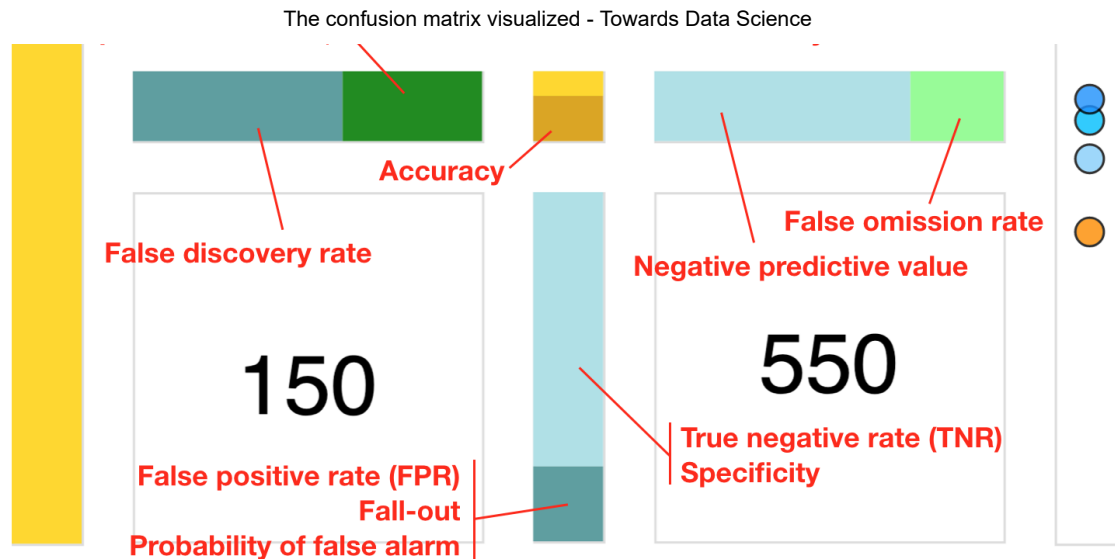 The confusion matrix visualized - Towards Data Science
Accuracy
False discovery rate
False omission rate
Negative predictive value
150
550
True negative rate (TNR)
Specificity
False positive rate (FPR)
Fall-out
Probability of false alarm